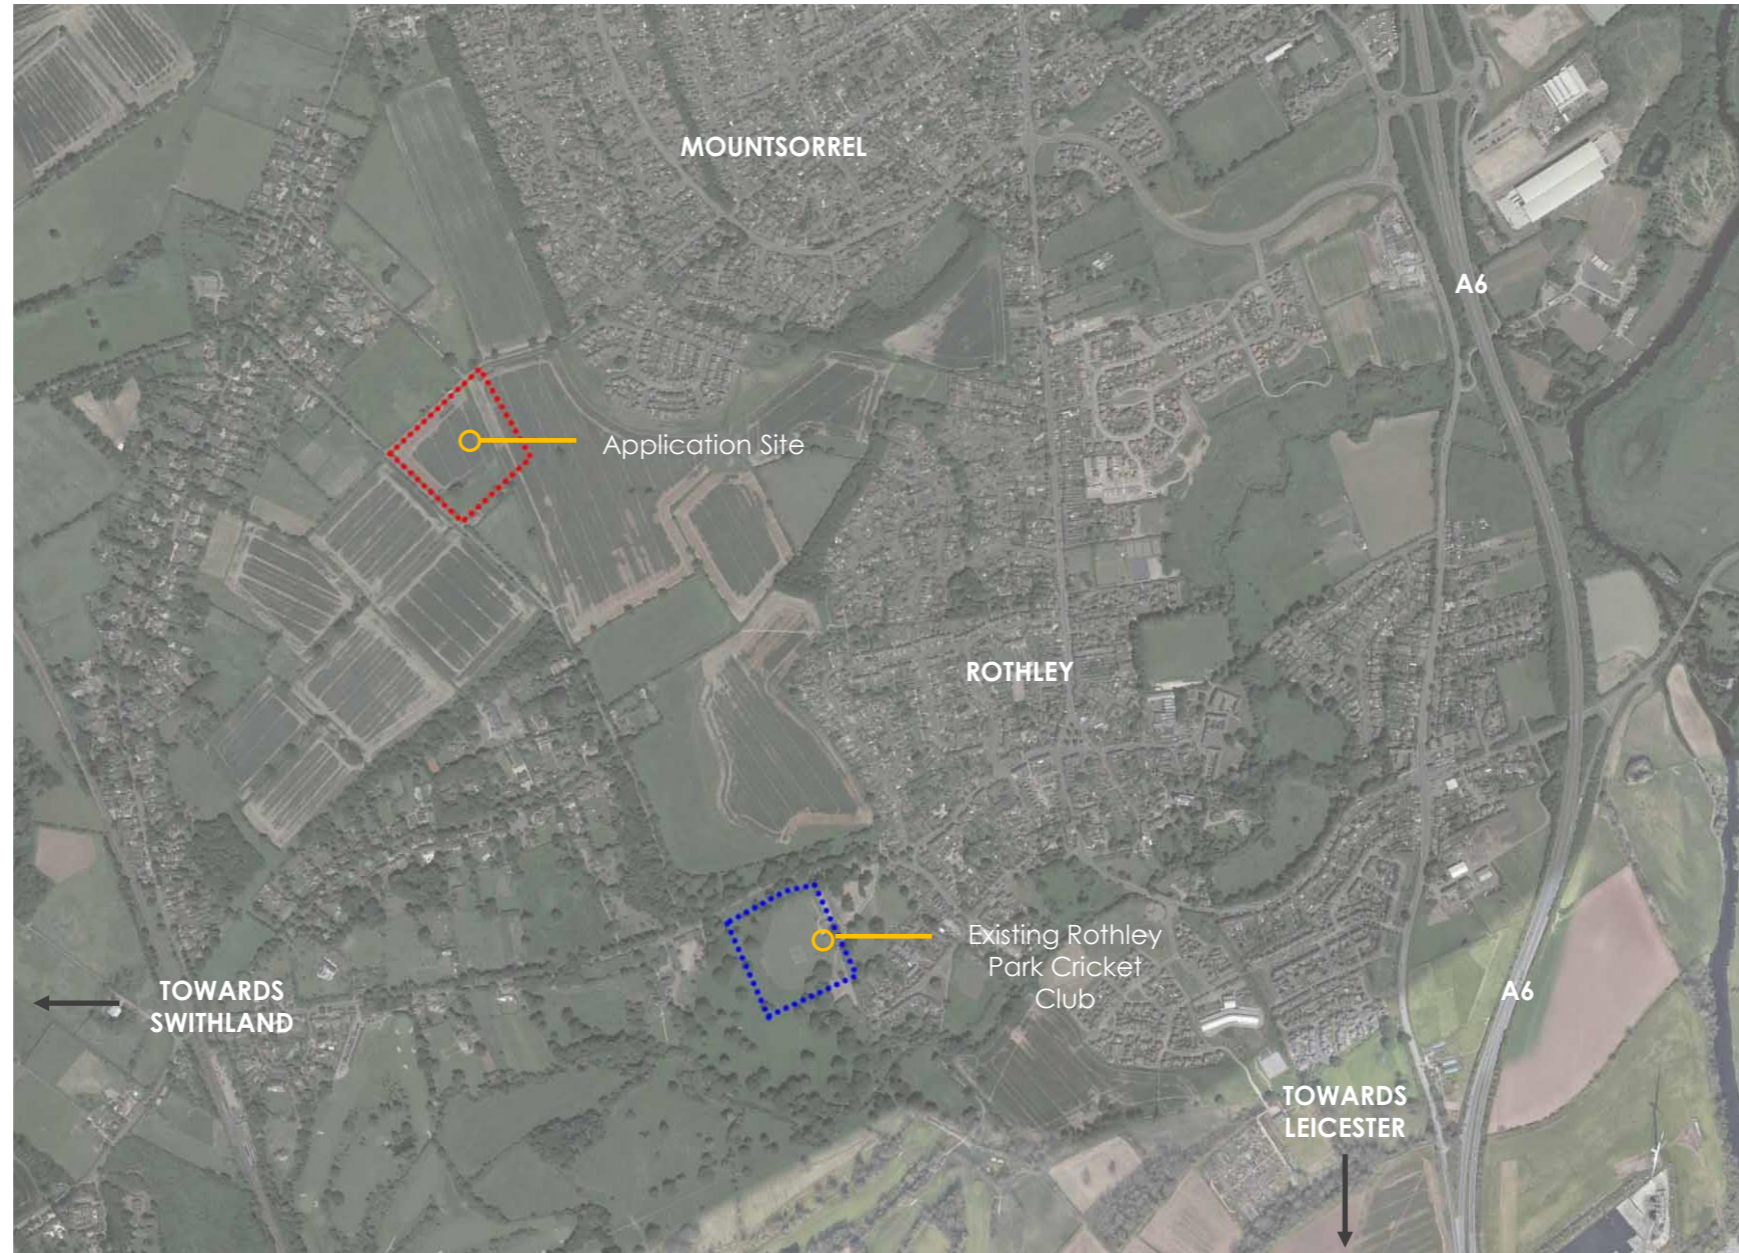 MOUNTSORREL
A6
Application Site
ROTHLEY
Existing Rothley
Park Cricket
Club
TOWARDS
SWITHLAND
A6
TOWARDS
LEICESTER